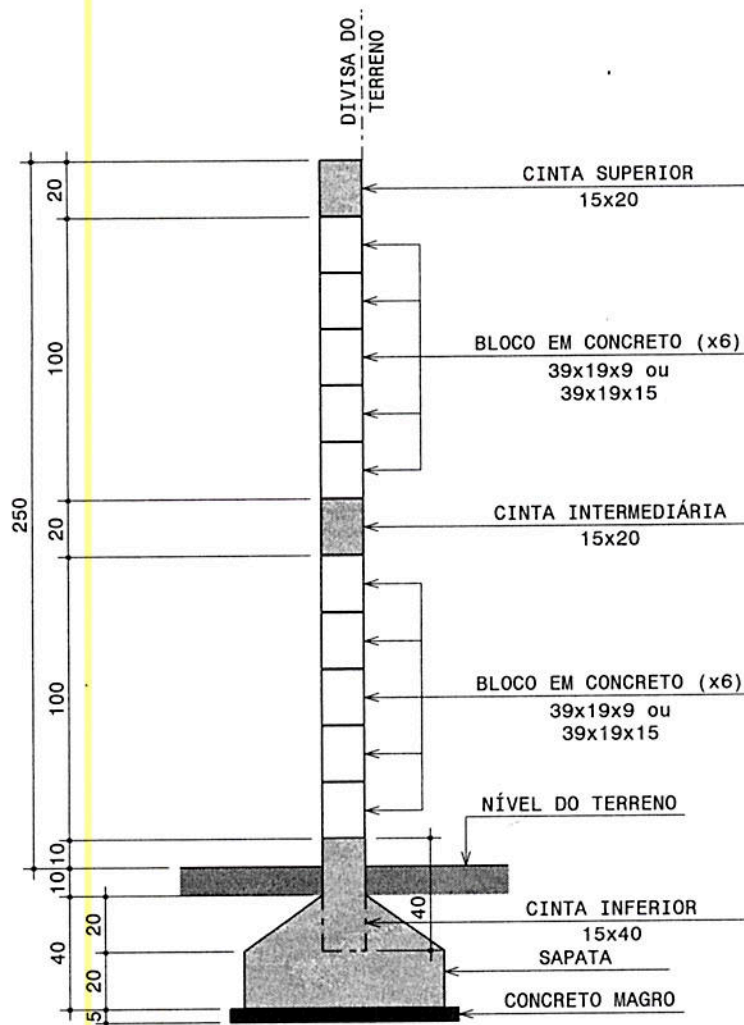 DIVISA DO
TERRENO
CINTA SUPERIOR
15x20
BLOCO EM CONCRETO (x6)
39x19x9 ou
39x19x15
CINTA INTERMEDIÁRIA
15x20
BLOCO EM CONCRETO (x6)
39x19x9 ou
39x19x15
NÍVEL DO TERRENO
CINTA INFERIOR
15x40
SAPATA
CONCRETO MAGRO
250
20
100
20
100
10
10
40
20
20
5
40